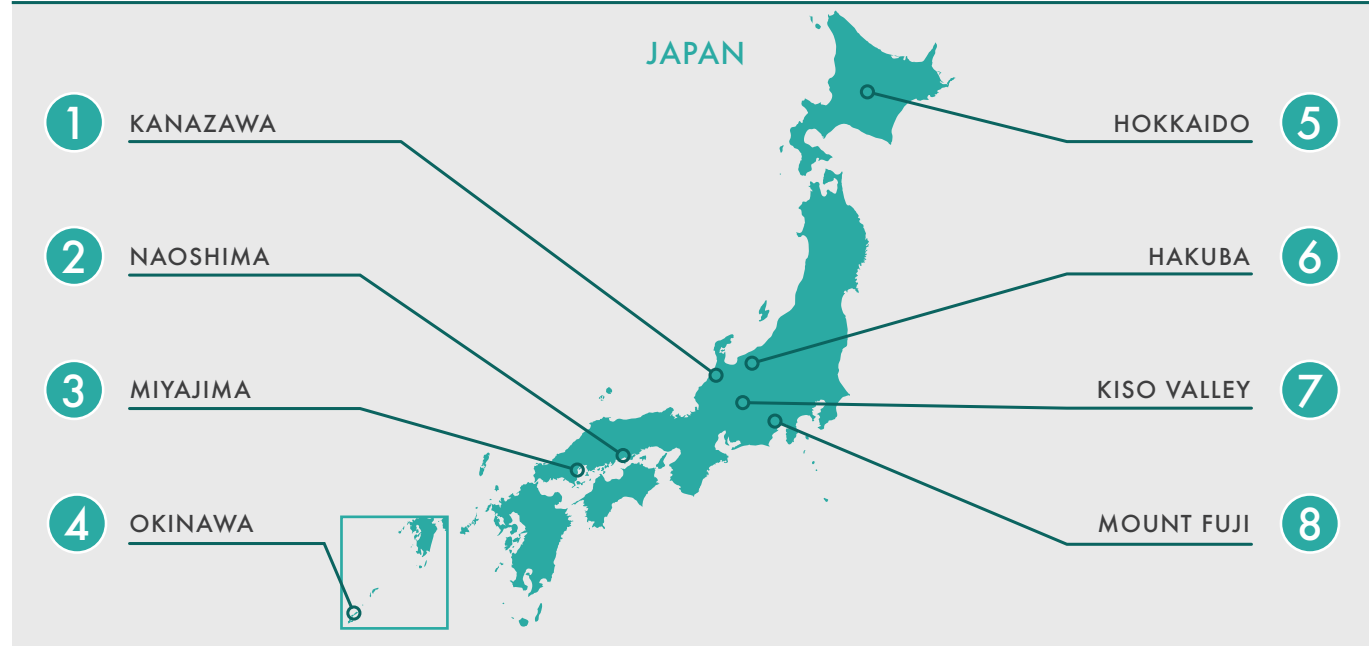 JAPAN
1 KANAZAWA
2 NAOSHIMA
3 MIYAJIMA
4 OKINAWA
HOKKAIDO 5
HAKUBA 6
KISO VALLEY 7
MOUNT FUJI 8